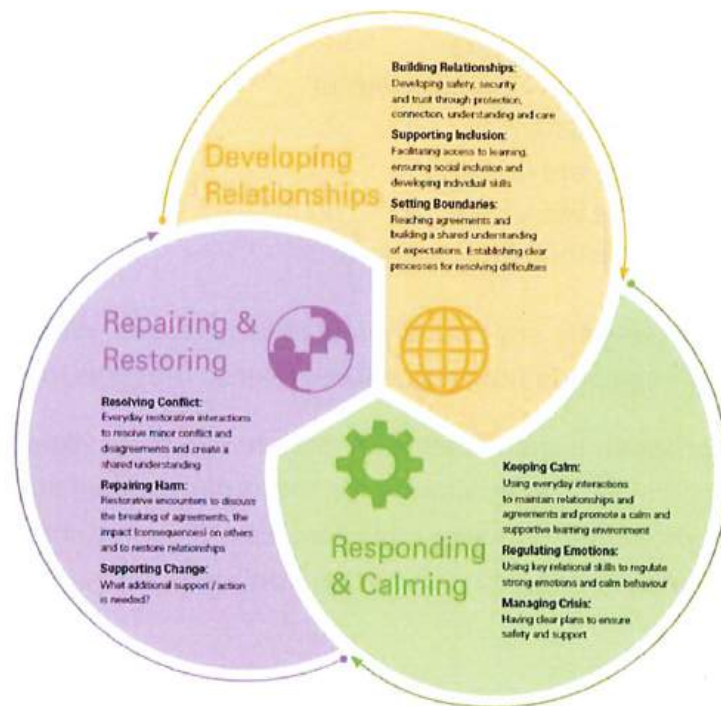 Developing
Relationships
Building Relationships:
Developing safety, security
and trust through protection,
connection, understanding and care
Supporting Inclusion:
Facilitating access to learning,
ensuring social inclusion and
developing individual skills
Setting Boundaries:
Reaching agreements and
building a shared understanding
of expectations. Establishing clear
processes for resolving difficulties
Responding
& Calming
Keeping Calm:
Using everyday interactions
to maintain relationships and
agreements and promote a calm and
supportive learning environment
Regulating Emotions:
Using key relational skills to regulate
strong emotions and calm behaviour
Managing Crisis:
Having clear plans to ensure
safety and support
Repairing &
Restoring
Resolving Conflict:
Everyday restorative interactions
to resolve minor conflict and
disagreements and create a
shared understanding
Repairing Harm:
Restorative encounters to discuss
the breaking of agreements, the
impact (consequences) on others
and to restore relationships
Supporting Change:
What additional support / action
is needed?